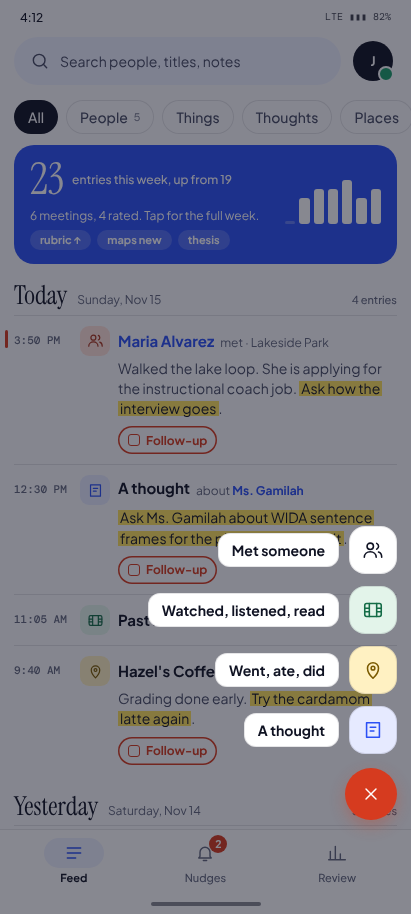 4:12
LTE 82%
Search people, titles, notes
J
All
People 5
Things
Thoughts
Places
23 entries this week, up from 19
6 meetings, 4 rated. Tap for the full week.
rubric ↑
maps new
thesis
Today Sunday, Nov 15
4 entries
3:50 PM
Maria Alvarez met · Lakeside Park
Walked the lake loop. She is applying for
the instructional coach job. Ask how the
interview goes.
Follow-up
12:30 PM
A thought about Ms. Gamilah
Ask Ms. Gamilah about WIDA sentence
frames for the
Met someone
Follow-up
Watched, listened, read
11:05 AM
Past
9:40 AM
Hazel's Coffe
Went, ate, did
Grading done early. Try the cardamom
latte again.
A thought
Follow-up
Yesterday Saturday, Nov 14
2
Feed
Nudges
Review